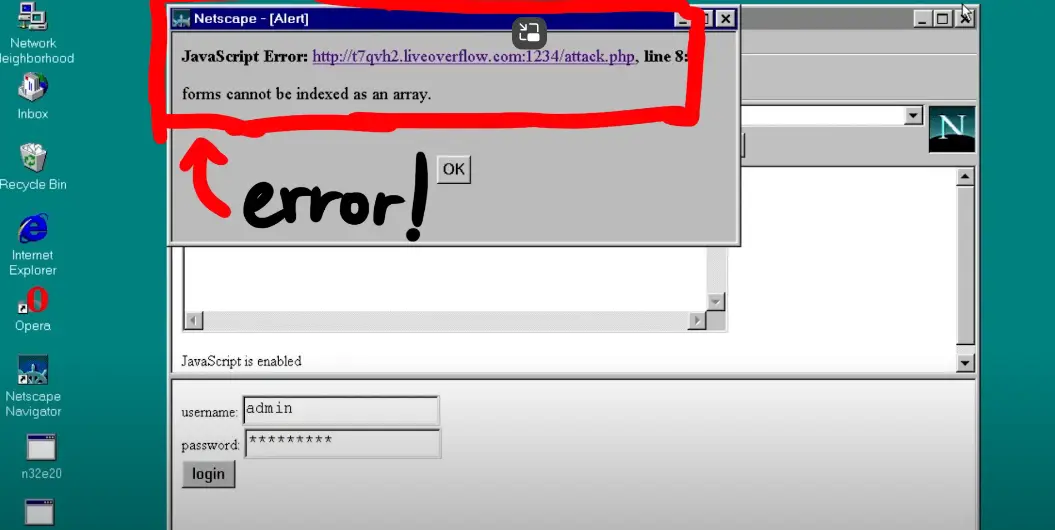 Network
Neighborhood
Inbox
Recycle Bin
Internet
Explorer
Opera
Netscape
Navigator
n32e20
Netscape - [Alert]
JavaScript Error: http://t7qvh2.liveoverflow.com:1234/attack.php, line 8:
forms cannot be indexed as an array.
OK
error!
N
JavaScript is enabled
username: admin
password: *********
login